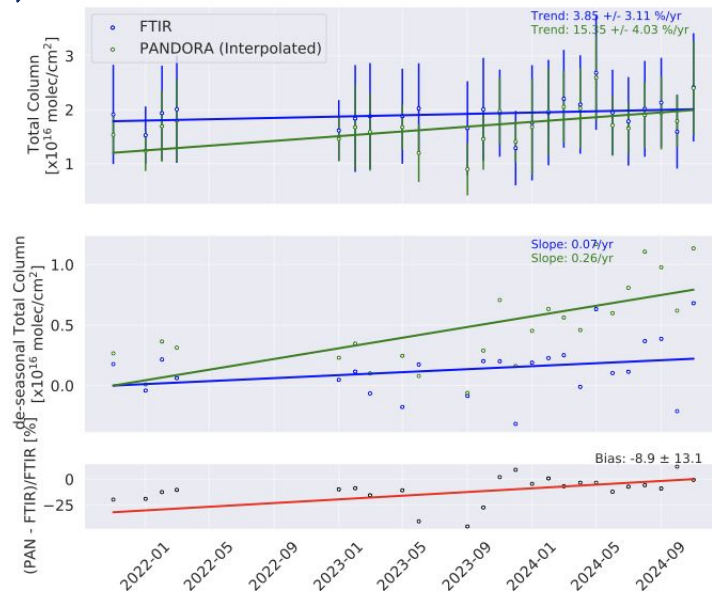 Trend: 3.85 +/- 3.11 %/yr
Trend: 15.35 +/- 4.03 %/yr
FTIR
PANDORA (Interpolated)
Total Column
[x10¹⁶ molec/cm²]
3
2
1
Slope: 0.07/yr
Slope: 0.26/yr
de-seasonal Total Column
[x10¹⁶ molec/cm²]
1.0
0.5
0.0
Bias: -8.9 ± 13.1
(PAN - FTIR)/FTIR [%]
0
−25
2022-01
2022-05
2022-09
2023-01
2023-05
2023-09
2024-01
2024-05
2024-09